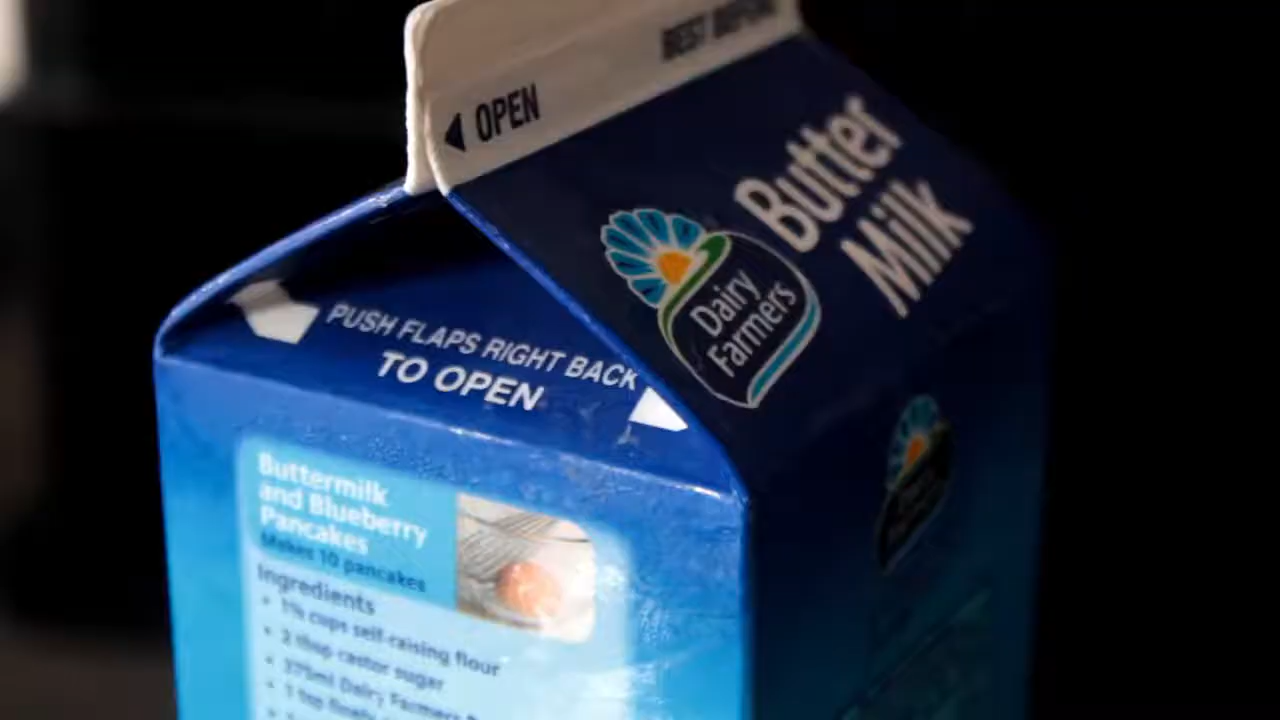 OPEN
BEST BEFORE
Butter
Milk
Dairy
Farmers
PUSH FLAPS RIGHT BACK
TO OPEN
Buttermilk
and Blueberry
Pancakes
Makes 10 pancakes
Ingredients
• 1½ cups self-raising flour
• 2 tbsp castor sugar
• 375ml Dairy Farmers
• 1 tsp finely